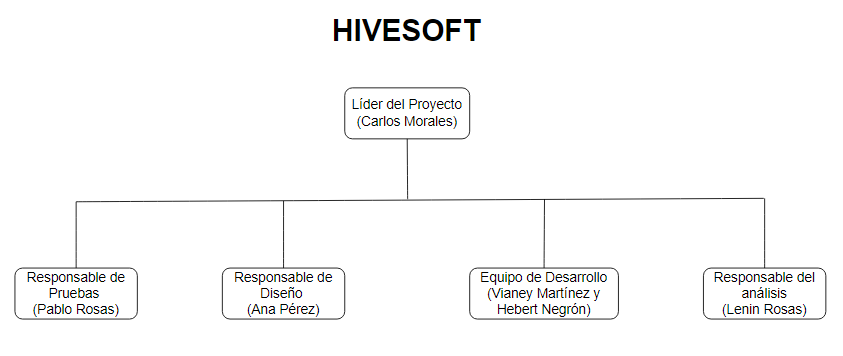 HIVESOFT
Líder del Proyecto
(Carlos Morales)
Responsable de
Pruebas
(Pablo Rosas)
Responsable de
Diseño
(Ana Pérez)
Equipo de Desarrollo
(Vianey Martínez y
Hebert Negrón)
Responsable del
análisis
(Lenin Rosas)